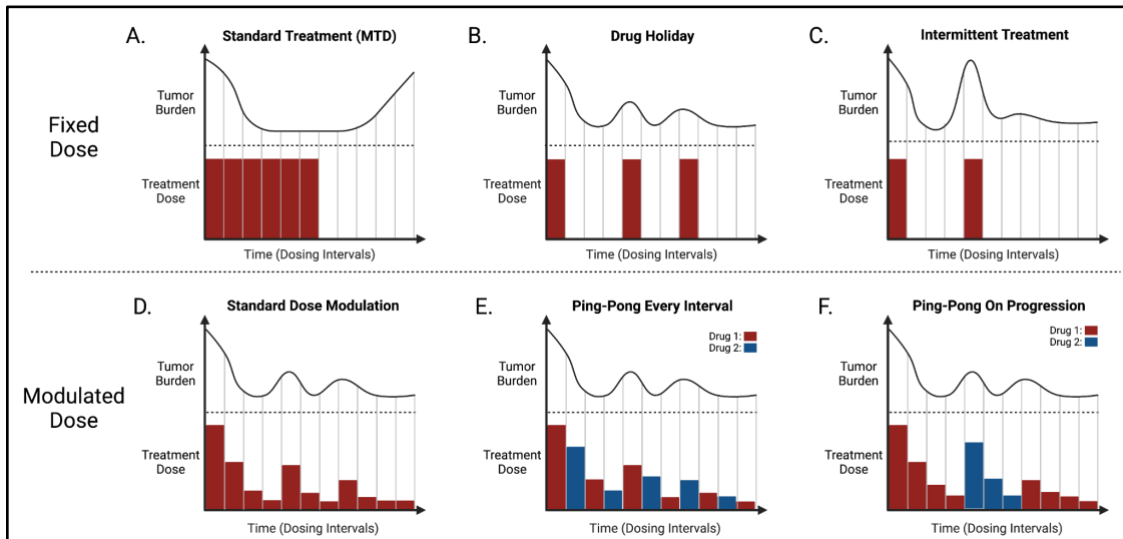 A.
Standard Treatment (MTD)
Tumor
Burden
Treatment
Dose
Time (Dosing Intervals)
B.
Drug Holiday
Tumor
Burden
Treatment
Dose
Time (Dosing Intervals)
C.
Intermittent Treatment
Tumor
Burden
Treatment
Dose
Time (Dosing Intervals)
Fixed
Dose
D.
Standard Dose Modulation
Tumor
Burden
Treatment
Dose
Time (Dosing Intervals)
E.
Ping-Pong Every Interval
Drug 1:
Drug 2:
Tumor
Burden
Treatment
Dose
Time (Dosing Intervals)
F.
Ping-Pong On Progression
Drug 1:
Drug 2:
Tumor
Burden
Treatment
Dose
Time (Dosing Intervals)
Modulated
Dose